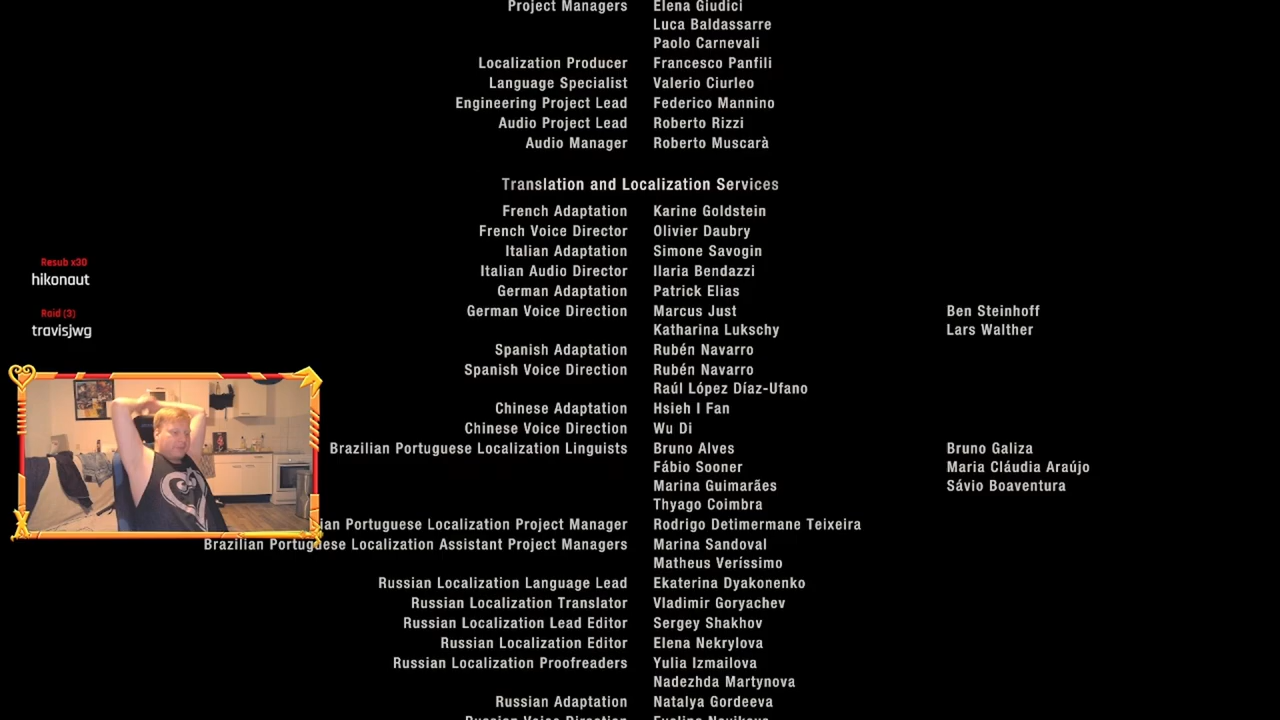 Project Managers Elena Giudici
Luca Baldassarre
Paolo Carnevali
Localization Producer Francesco Panfili
Language Specialist Valerio Ciurleo
Engineering Project Lead Federico Mannino
Audio Project Lead Roberto Rizzi
Audio Manager Roberto Muscarà
Translation and Localization Services
French Adaptation Karine Goldstein
French Voice Director Olivier Daubry
Italian Adaptation Simone Savogin
Italian Audio Director Ilaria Bendazzi
German Adaptation Patrick Elias
German Voice Direction Marcus Just Ben Steinhoff
Katharina Lukschy Lars Walther
Spanish Adaptation Rubén Navarro
Spanish Voice Direction Rubén Navarro
Raúl López Díaz-Ufano
Chinese Adaptation Hsieh I Fan
Chinese Voice Direction Wu Di
Brazilian Portuguese Localization Linguists Bruno Alves Bruno Galiza
Fábio Sooner Maria Cláudia Araújo
Marina Guimarães Sávio Boaventura
Thyago Coimbra
ian Portuguese Localization Project Manager Rodrigo Detimermane Teixeira
Brazilian Portuguese Localization Assistant Project Managers Marina Sandoval
Matheus Veríssimo
Russian Localization Language Lead Ekaterina Dyakonenko
Russian Localization Translator Vladimir Goryachev
Russian Localization Lead Editor Sergey Shakhov
Russian Localization Editor Elena Nekrylova
Russian Localization Proofreaders Yulia Izmailova
Nadezhda Martynova
Russian Adaptation Natalya Gordeeva
Russian Voice Direction
Resub x30
hikonaut
Raid (3)
travisjwg